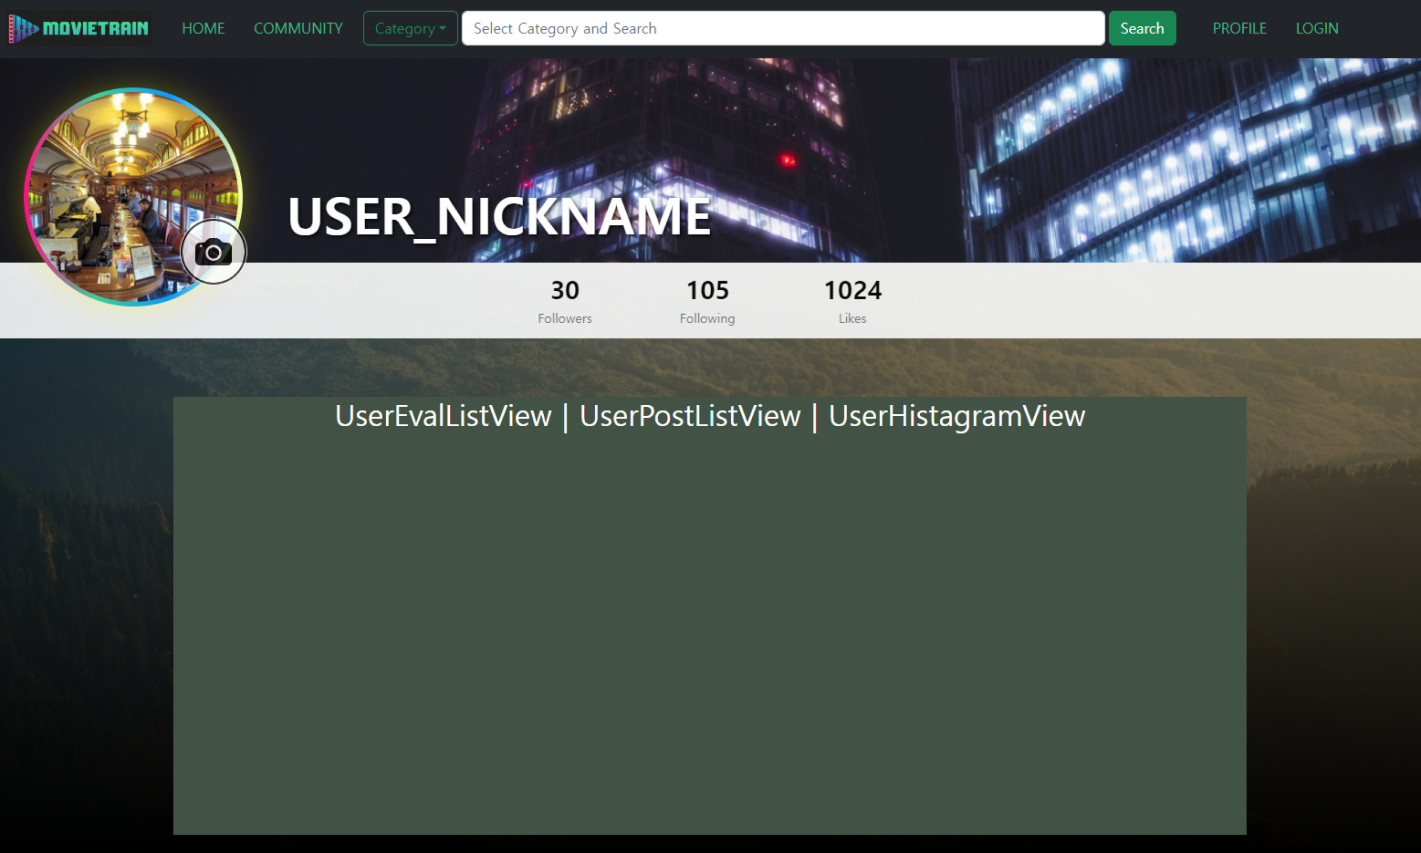 MOVIETRAIN HOME COMMUNITY Category Select Category and Search Search PROFILE LOGIN
USER_NICKNAME
30 105 1024
Followers Following Likes
UserEvalListView | UserPostListView | UserHistagramView